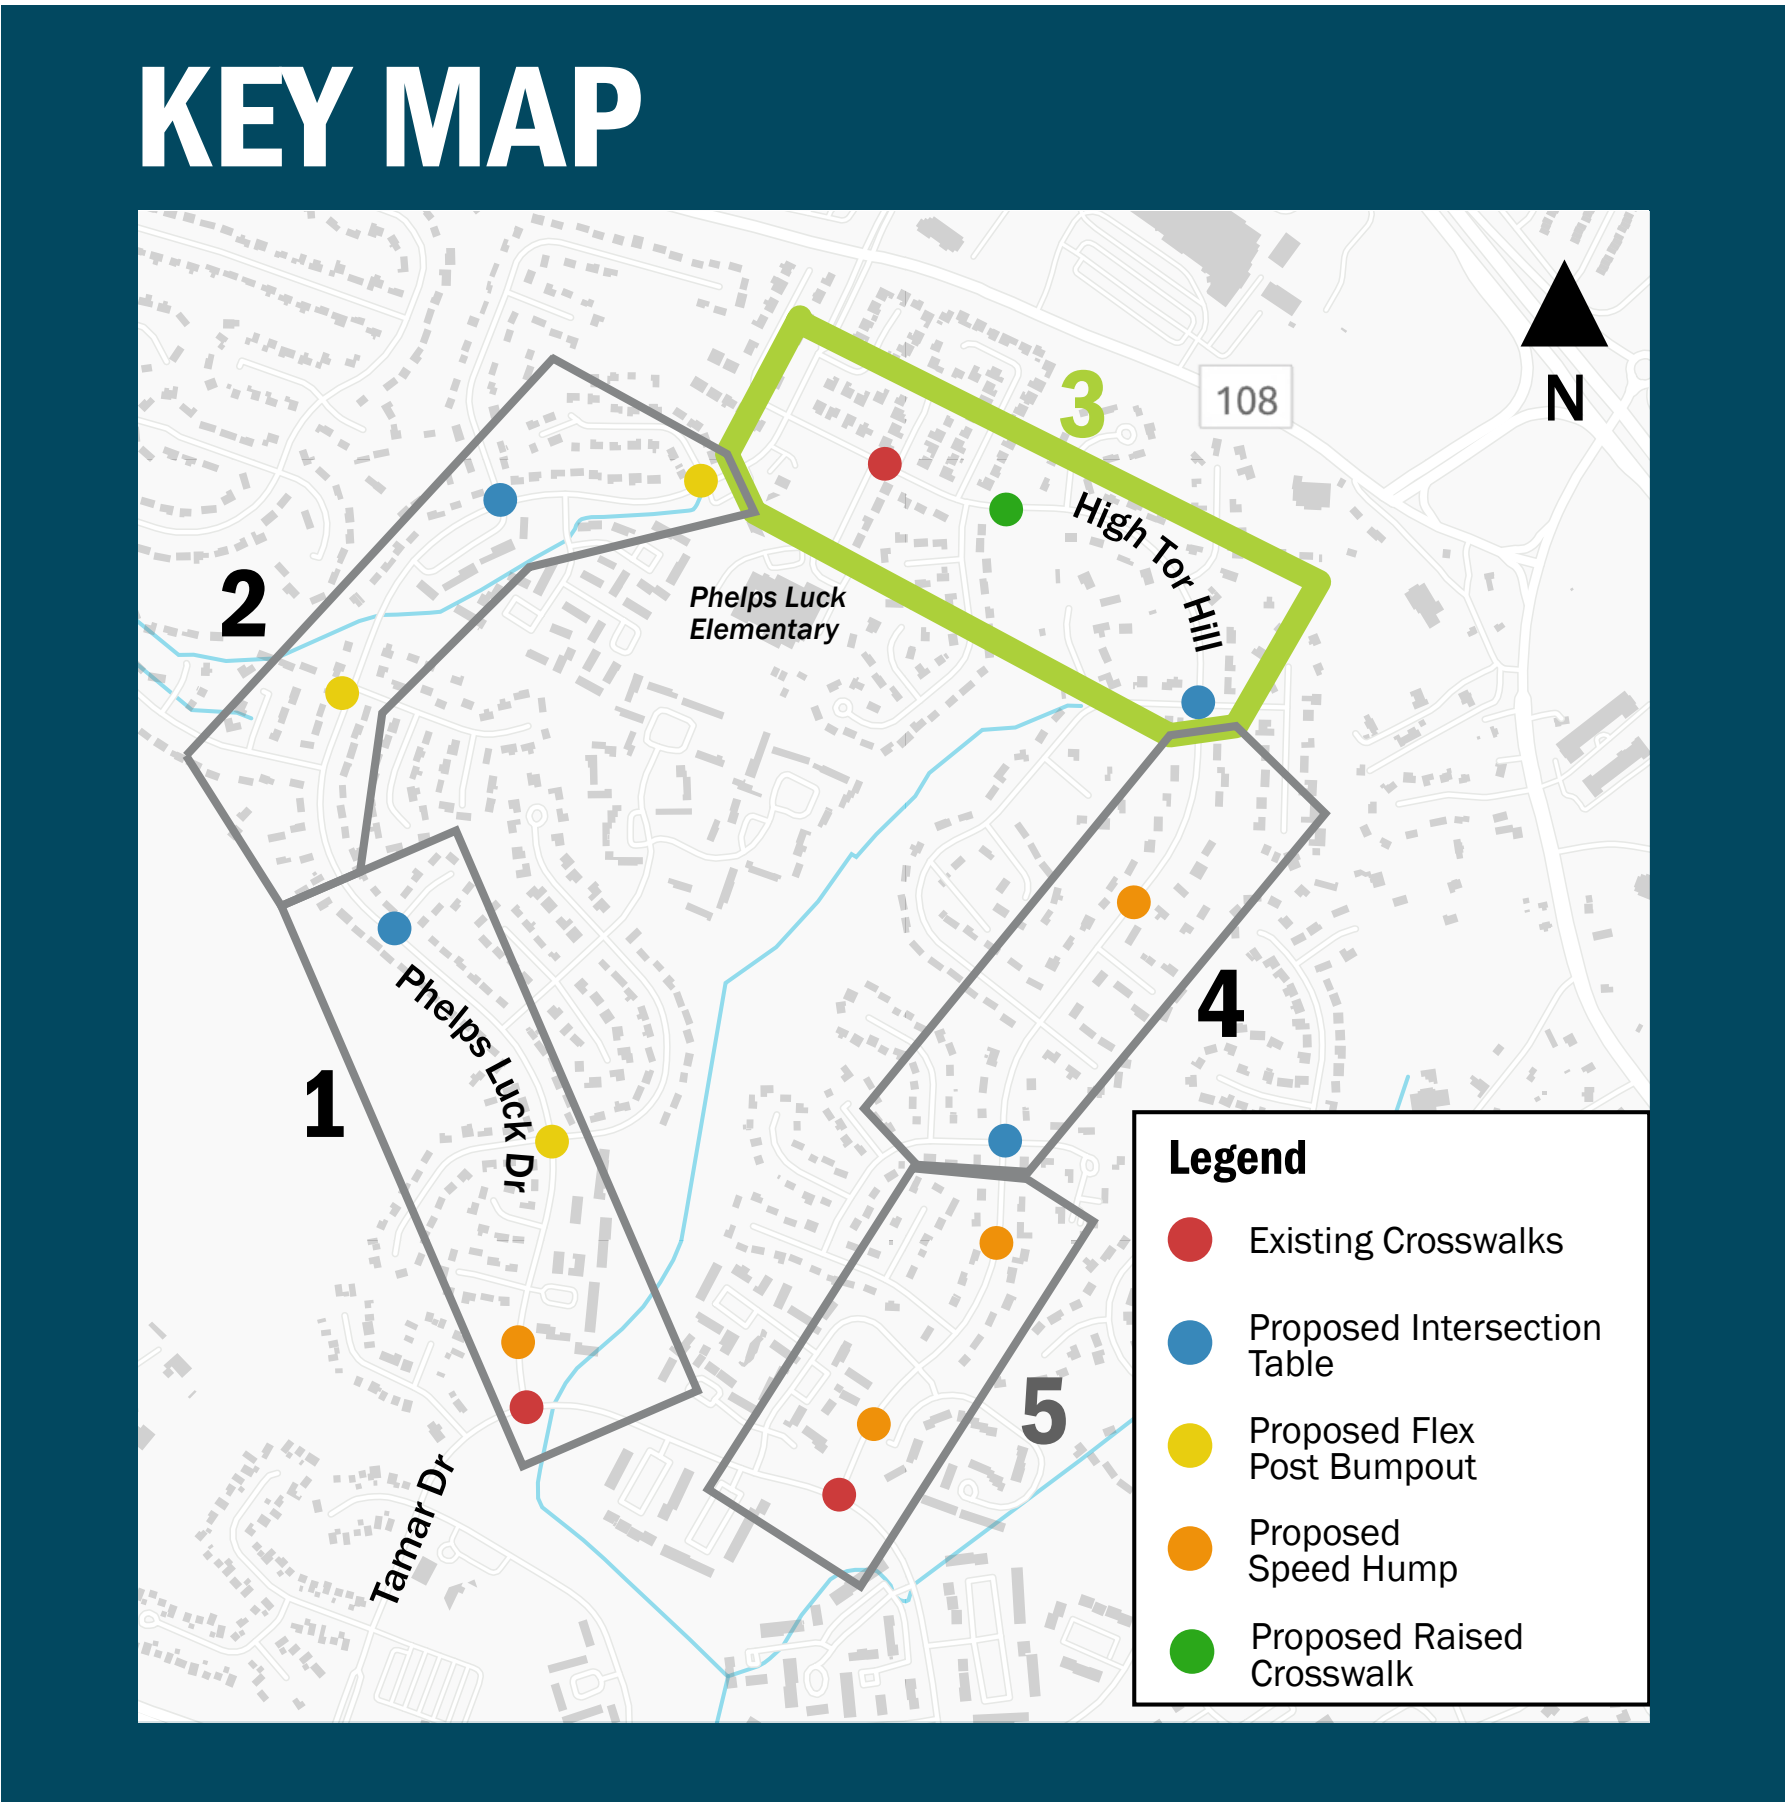 KEY MAP
N
108
3
High Tor Hill
2
Phelps Luck
Elementary
4
Phelps Luck Dr
1
5
Tamar Dr
Legend
Existing Crosswalks
Proposed Intersection
Table
Proposed Flex
Post Bumpout
Proposed
Speed Hump
Proposed Raised
Crosswalk